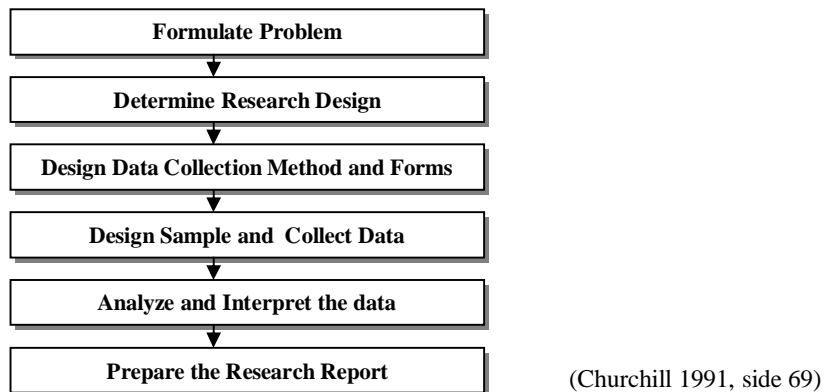 Formulate Problem
Determine Research Design
Design Data Collection Method and Forms
Design Sample and Collect Data
Analyze and Interpret the data
Prepare the Research Report
(Churchill 1991, side 69)